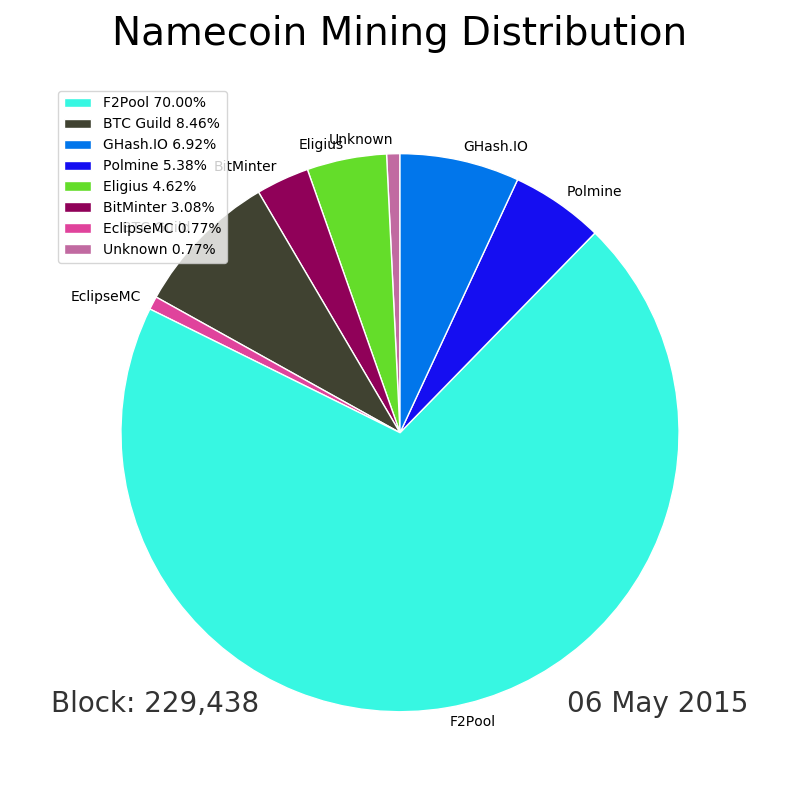 Namecoin Mining Distribution
F2Pool 70.00%
BTC Guild 8.46%
GHash.IO 6.92%
Polmine 5.38%
Eligius 4.62%
BitMinter 3.08%
EclipseMC 0.77%
Unknown 0.77%
Unknown
Eligius
GHash.IO
BitMinter
Polmine
BTC Guild
EclipseMC
F2Pool
Block: 229,438
06 May 2015